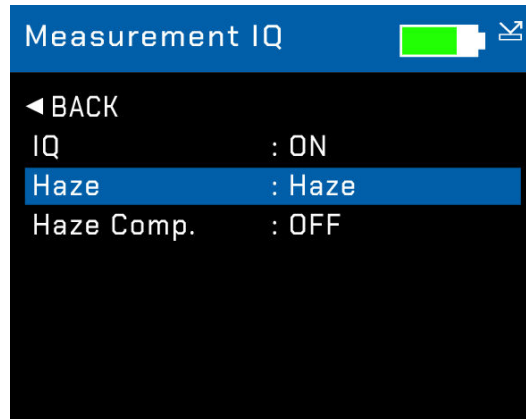 Measurement IQ
◄BACK
IQ : ON
Haze : Haze
Haze Comp. : OFF